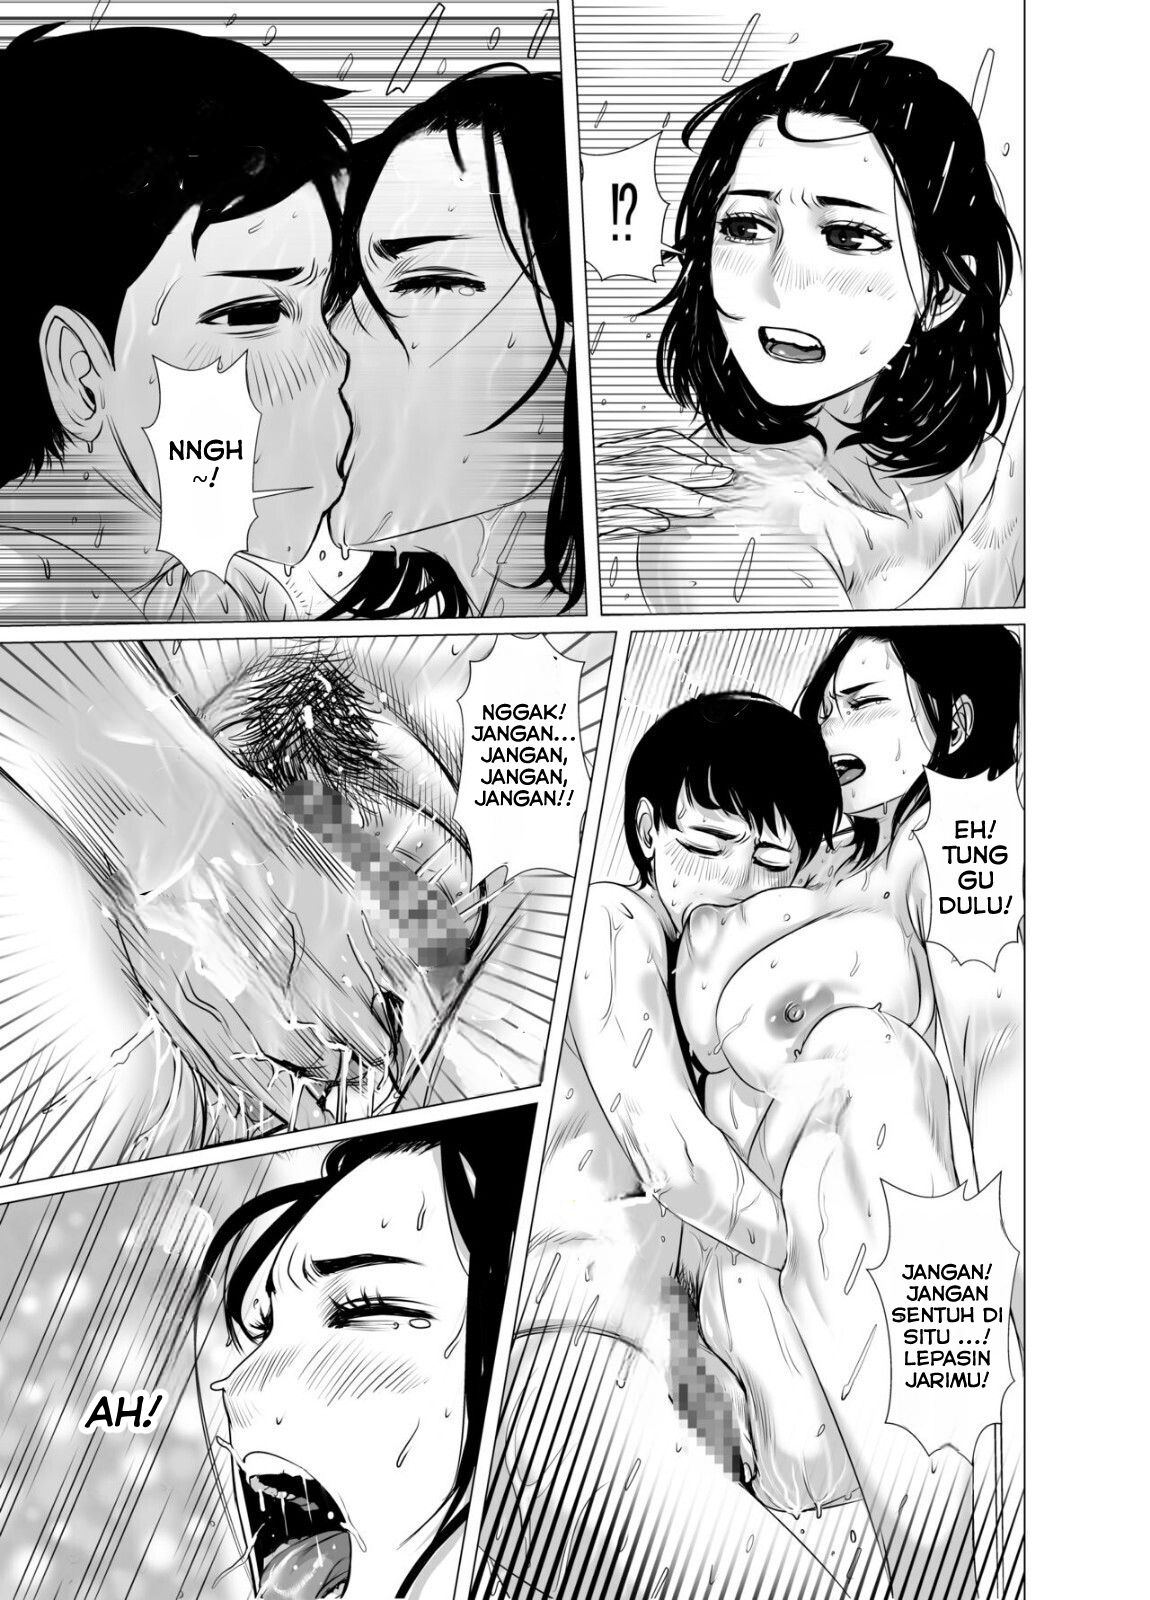 !?
NNGH
~!
EH!
TUNG
GU
DULU!
JANGAN!
JANGAN
SENTUH DI
SITU ...!
LEPASIN
JARIMU!
NGGAK!
JANGAN...
JANGAN,
JANGAN,
JANGAN!!
AH!